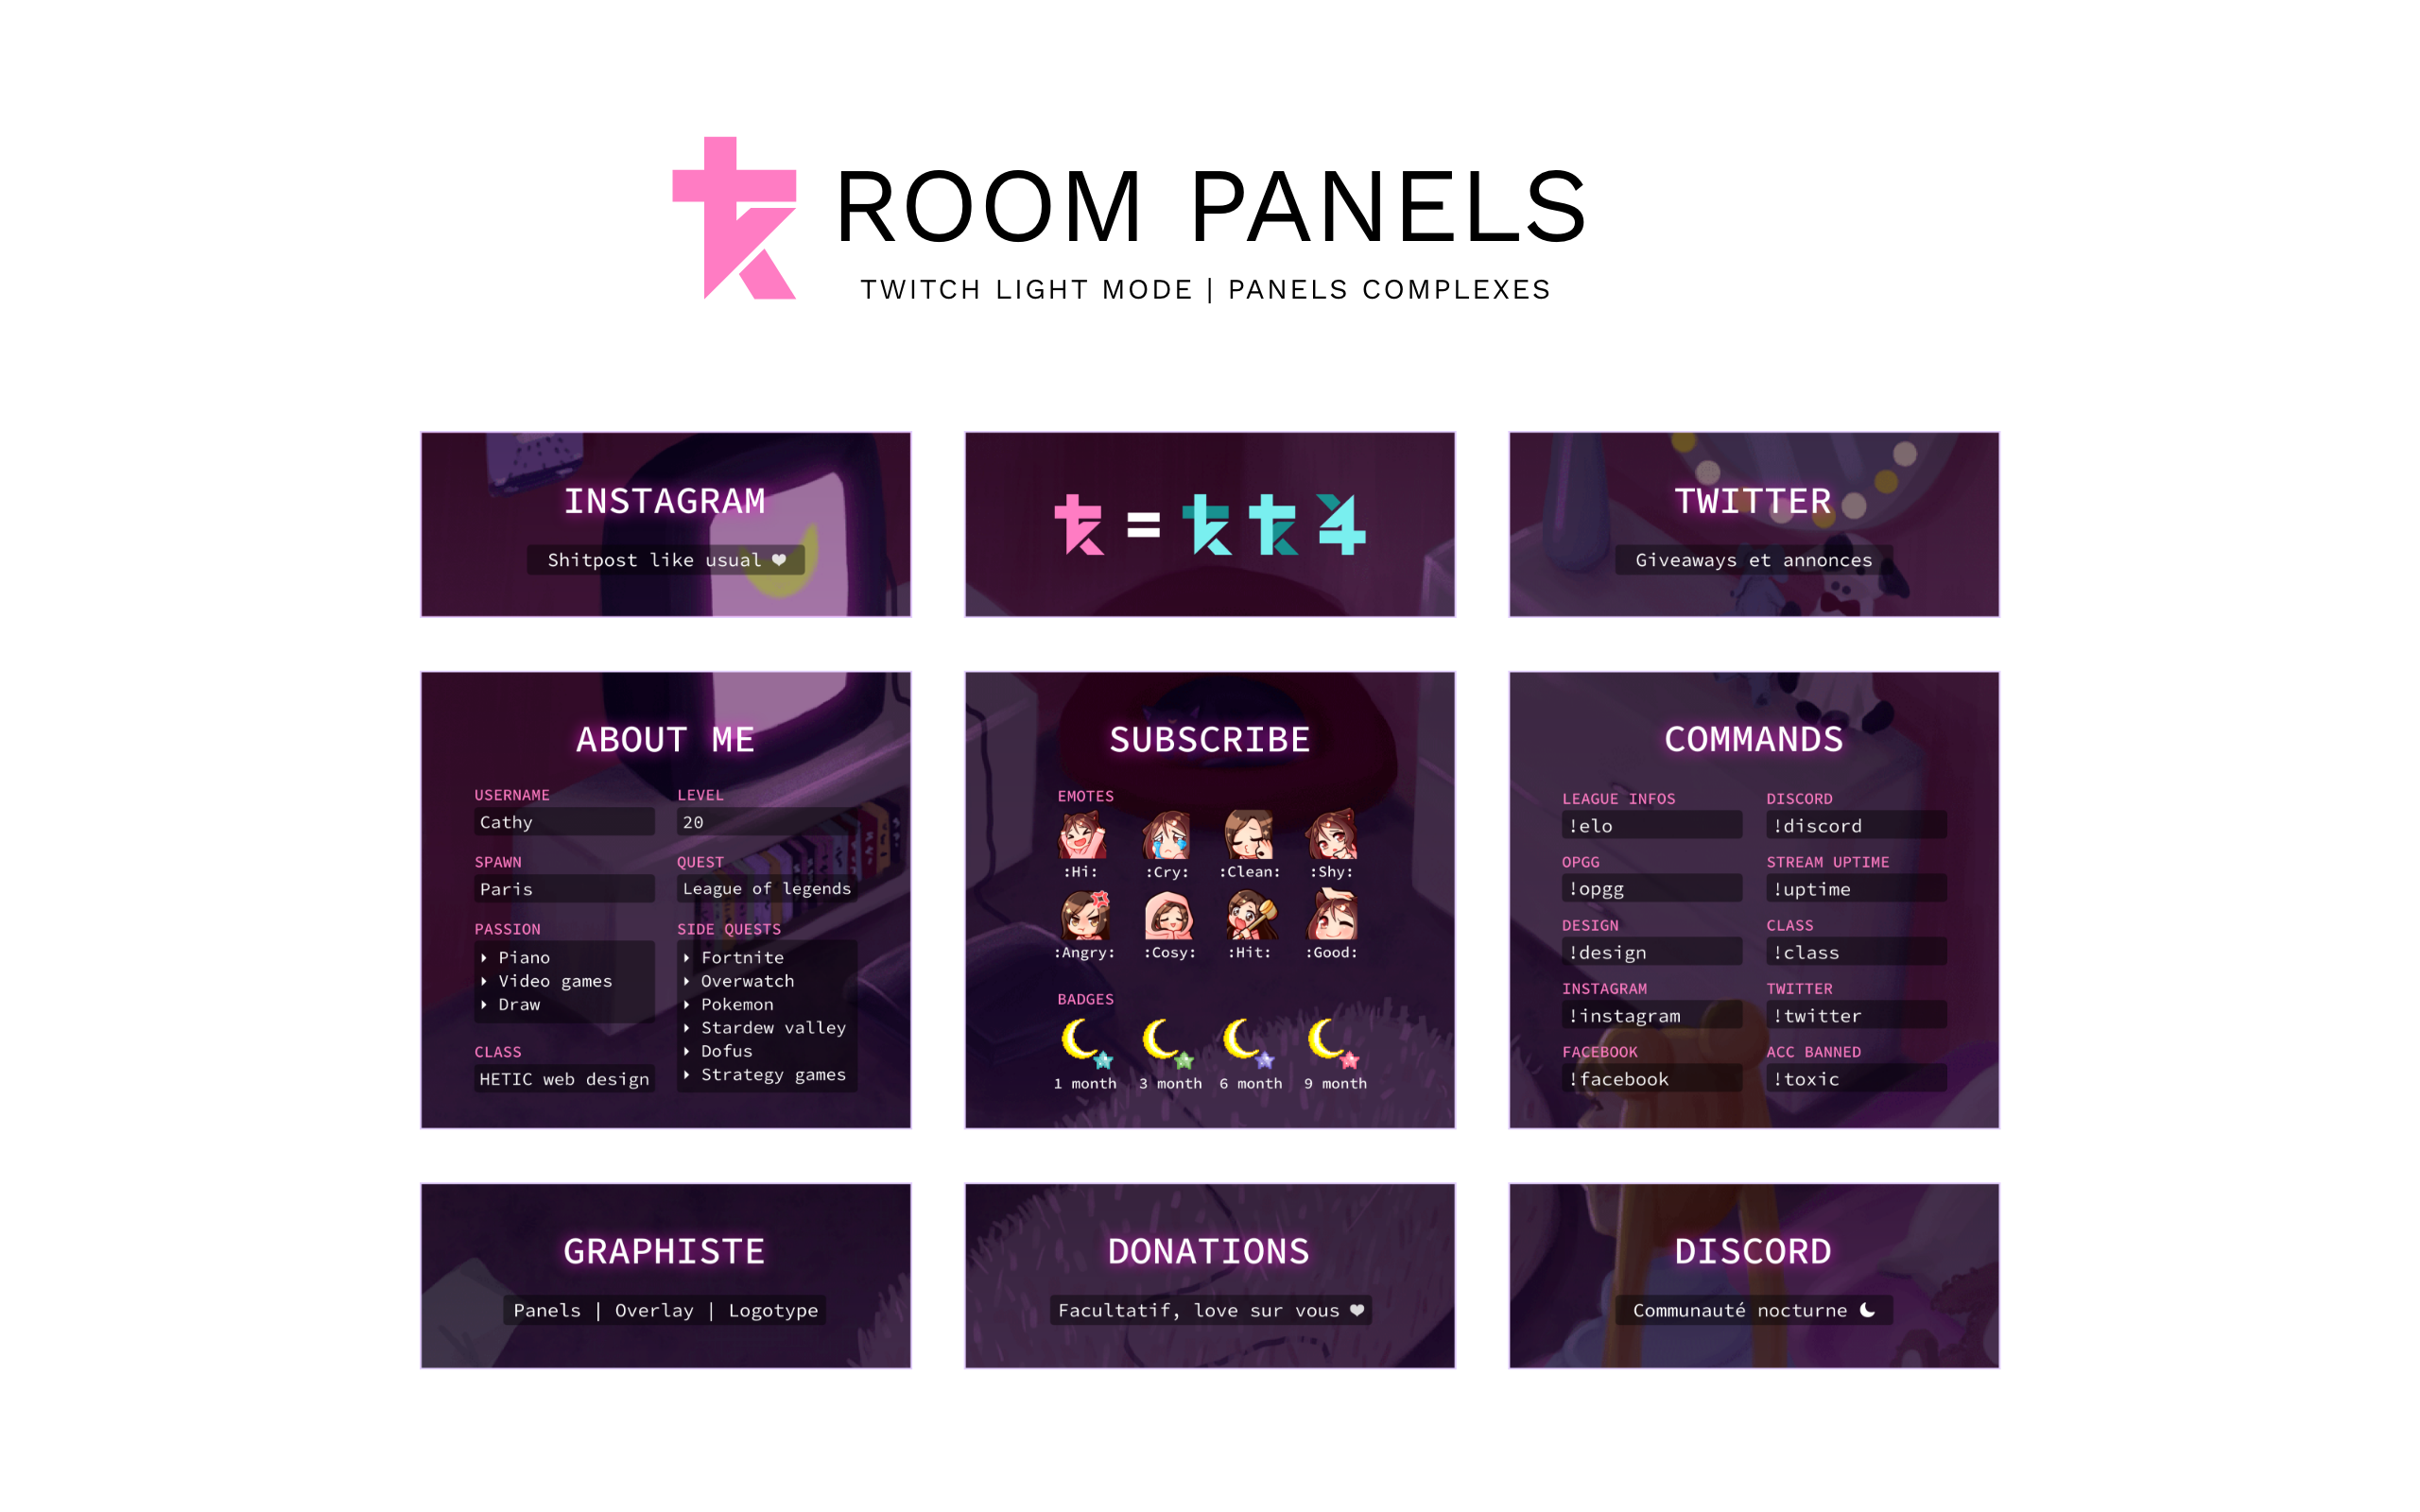 ROOM PANELS
TWITCH LIGHT MODE | PANELS COMPLEXES
INSTAGRAM
Shitpost like usual
=
4
TWITTER
Giveaways et annonces
ABOUT ME
USERNAME
Cathy
LEVEL
20
SPAWN
Paris
QUEST
League of legends
PASSION
Piano
Video games
Draw
SIDE QUESTS
Fortnite
Overwatch
Pokemon
Stardew valley
Dofus
Strategy games
CLASS
HETIC web design
SUBSCRIBE
EMOTES
:Hi: :Cry: :Clean: :Shy:
:Angry: :Cosy: :Hit: :Good:
BADGES
1 month 3 month 6 month 9 month
COMMANDS
LEAGUE INFOS
!elo
DISCORD
!discord
OPGG
!opgg
STREAM UPTIME
!uptime
DESIGN
!design
CLASS
!class
INSTAGRAM
!instagram
TWITTER
!twitter
FACEBOOK
!facebook
ACC BANNED
!toxic
GRAPHISTE
Panels | Overlay | Logotype
DONATIONS
Facultatif, love sur vous
DISCORD
Communauté nocturne